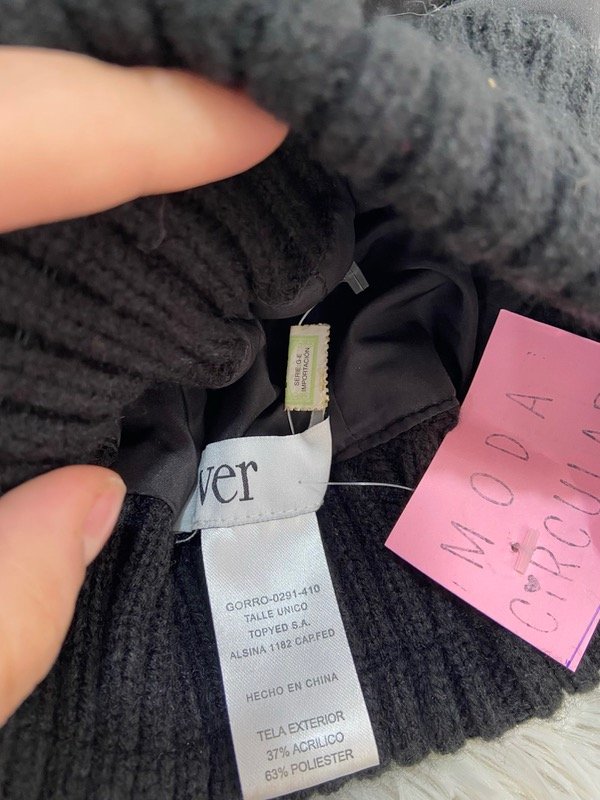 SERIE G-E
IMPORTACIÓN
ver
GORRO-0291-410
TALLE UNICO
TOPYED S.A.
ALSINA 1182 CAP.FED
HECHO EN CHINA
TELA EXTERIOR
37% ACRILICO
63% POLIESTER
"MODA"
CIRCULAR